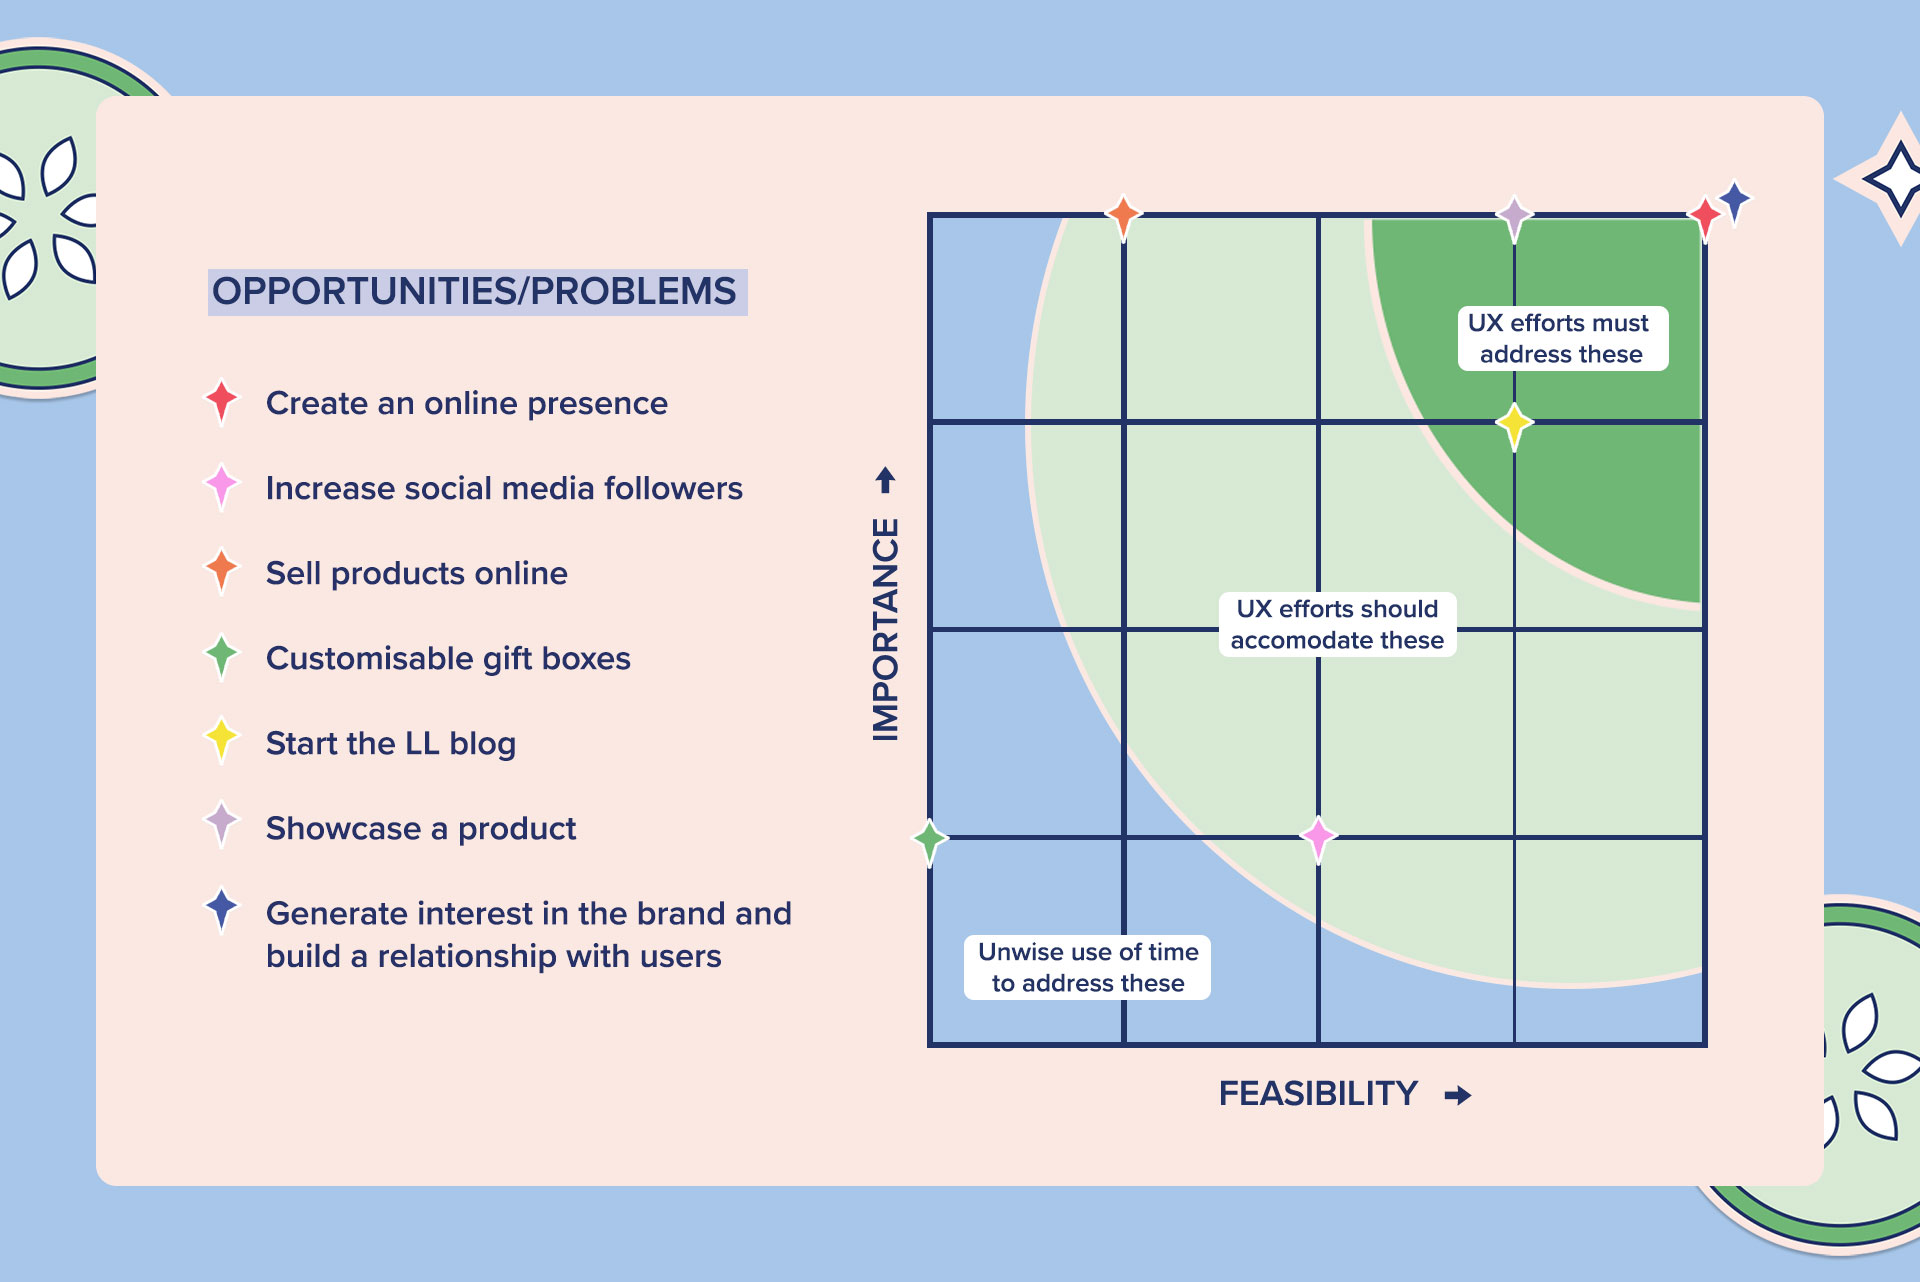 OPPORTUNITIES/PROBLEMS
Create an online presence
Increase social media followers
Sell products online
Customisable gift boxes
Start the LL blog
Showcase a product
Generate interest in the brand and
build a relationship with users
IMPORTANCE
UX efforts must
address these
UX efforts should
accomodate these
Unwise use of time
to address these
FEASIBILITY